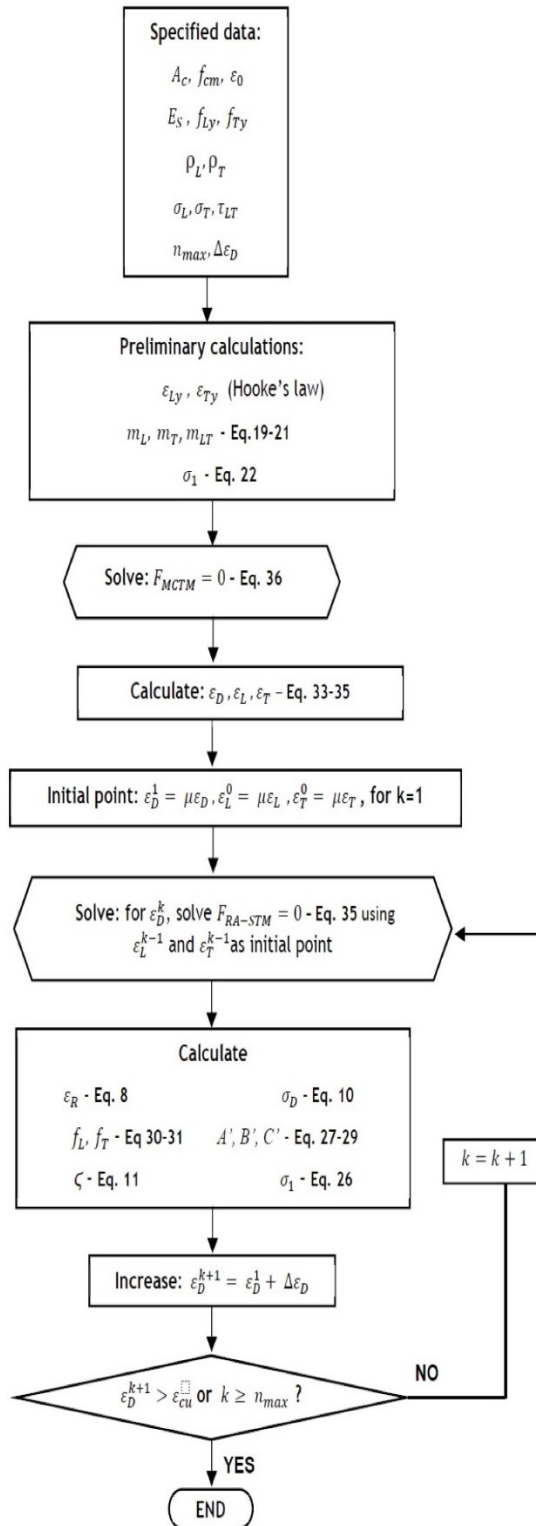 Specified data:
A_c, f_cm, ε_0
E_S, f_Ly, f_Ty
ρ_L, ρ_T
σ_L, σ_T, τ_LT
n_max, Δε_D
Preliminary calculations:
ε_Ly, ε_Ty (Hooke's law)
m_L, m_T, m_LT - Eq.19-21
σ_1 - Eq. 22
Solve: F_MCTM = 0 - Eq. 36
Calculate: ε_D, ε_L, ε_T – Eq. 33-35
Initial point: ε_D^1 = με_D, ε_L^0 = με_L, ε_T^0 = με_T, for k=1
Solve: for ε_D^k, solve F_RA-STM = 0 - Eq. 35 using
ε_L^k-1 and ε_T^k-1 as initial point
Calculate
ε_R - Eq. 8 σ_D - Eq. 10
f_L, f_T - Eq 30-31 A', B', C' - Eq. 27-29
ζ - Eq. 11 σ_1 - Eq. 26
k = k + 1
Increase: ε_D^k+1 = ε_D^1 + Δε_D
ε_D^k+1 > ε_cu^□ or k ≥ n_max ?
NO
YES
END